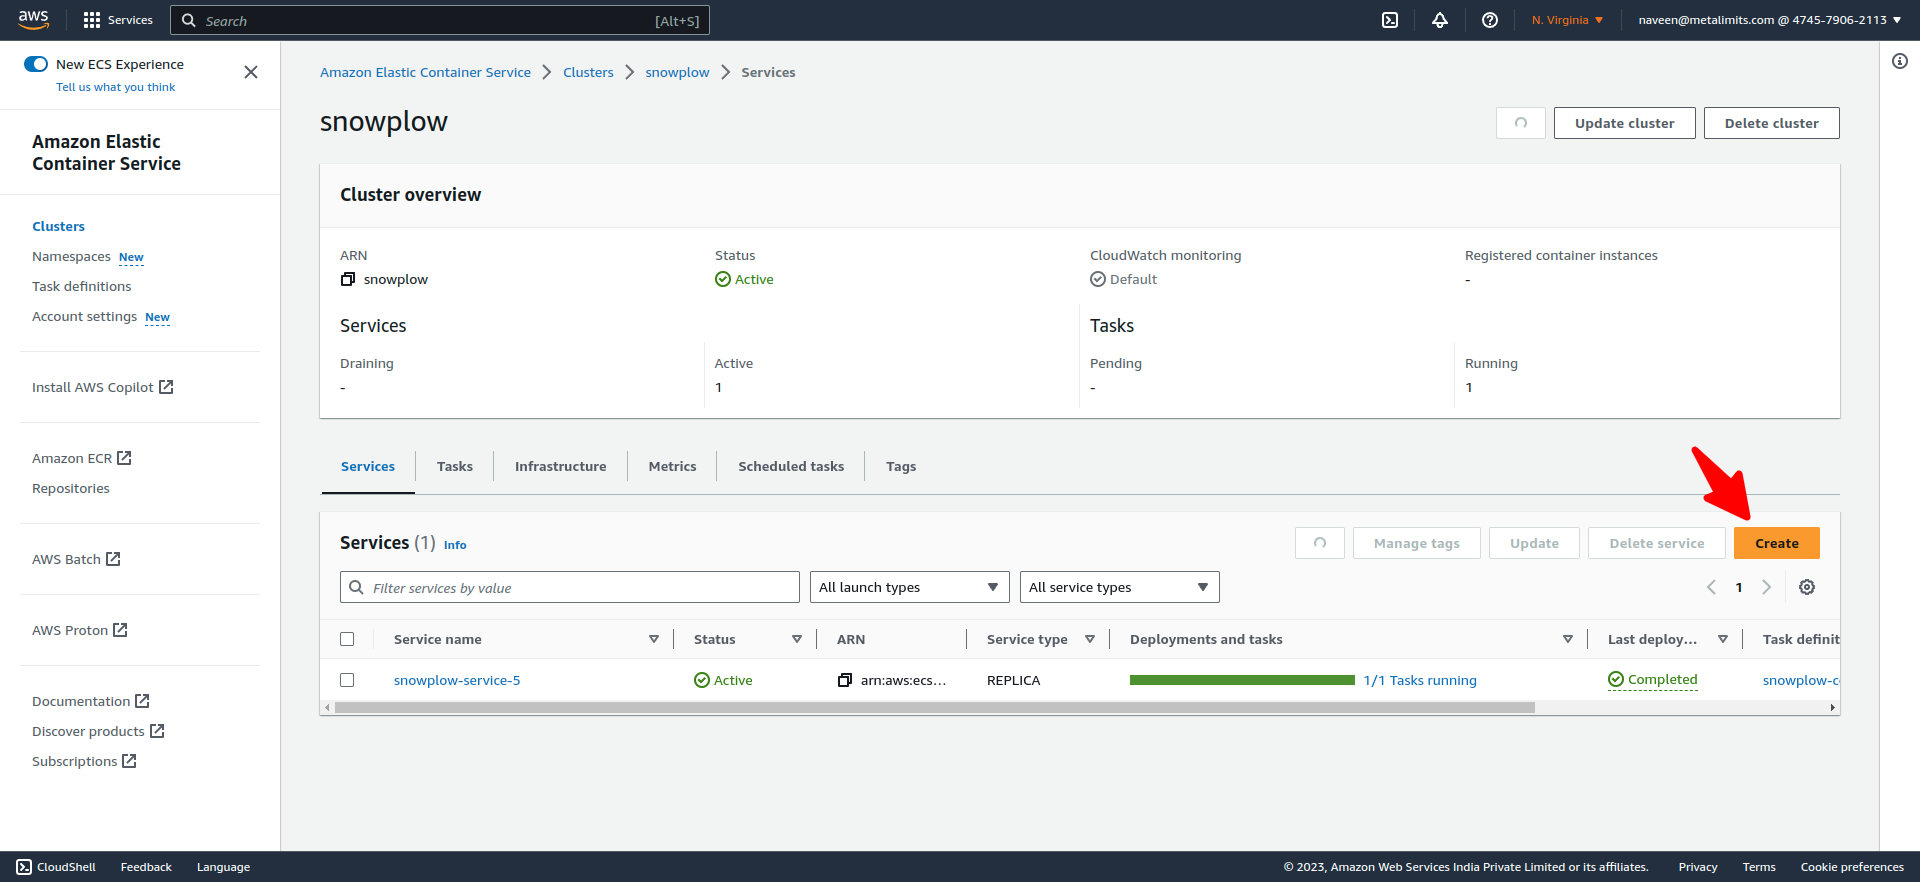 aws Services Search [Alt+S] N. Virginia naveen@metalimits.com @ 4745-7906-2113
New ECS Experience
Tell us what you think
Amazon Elastic
Container Service
Clusters
Namespaces New
Task definitions
Account settings New
Install AWS Copilot
Amazon ECR
Repositories
AWS Batch
AWS Proton
Documentation
Discover products
Subscriptions
Amazon Elastic Container Service Clusters snowplow Services
snowplow Update cluster Delete cluster
Cluster overview
ARN Status CloudWatch monitoring Registered container instances
snowplow Active Default -
Services Tasks
Draining Active Pending Running
- 1 - 1
Services Tasks Infrastructure Metrics Scheduled tasks Tags
Services (1) Info Manage tags Update Delete service Create
Filter services by value All launch types All service types 1
Service name Status ARN Service type Deployments and tasks Last deploy... Task definit
snowplow-service-5 Active arn:aws:ecs... REPLICA 1/1 Tasks running Completed snowplow-c
CloudShell Feedback Language © 2023, Amazon Web Services India Private Limited or its affiliates. Privacy Terms Cookie preferences